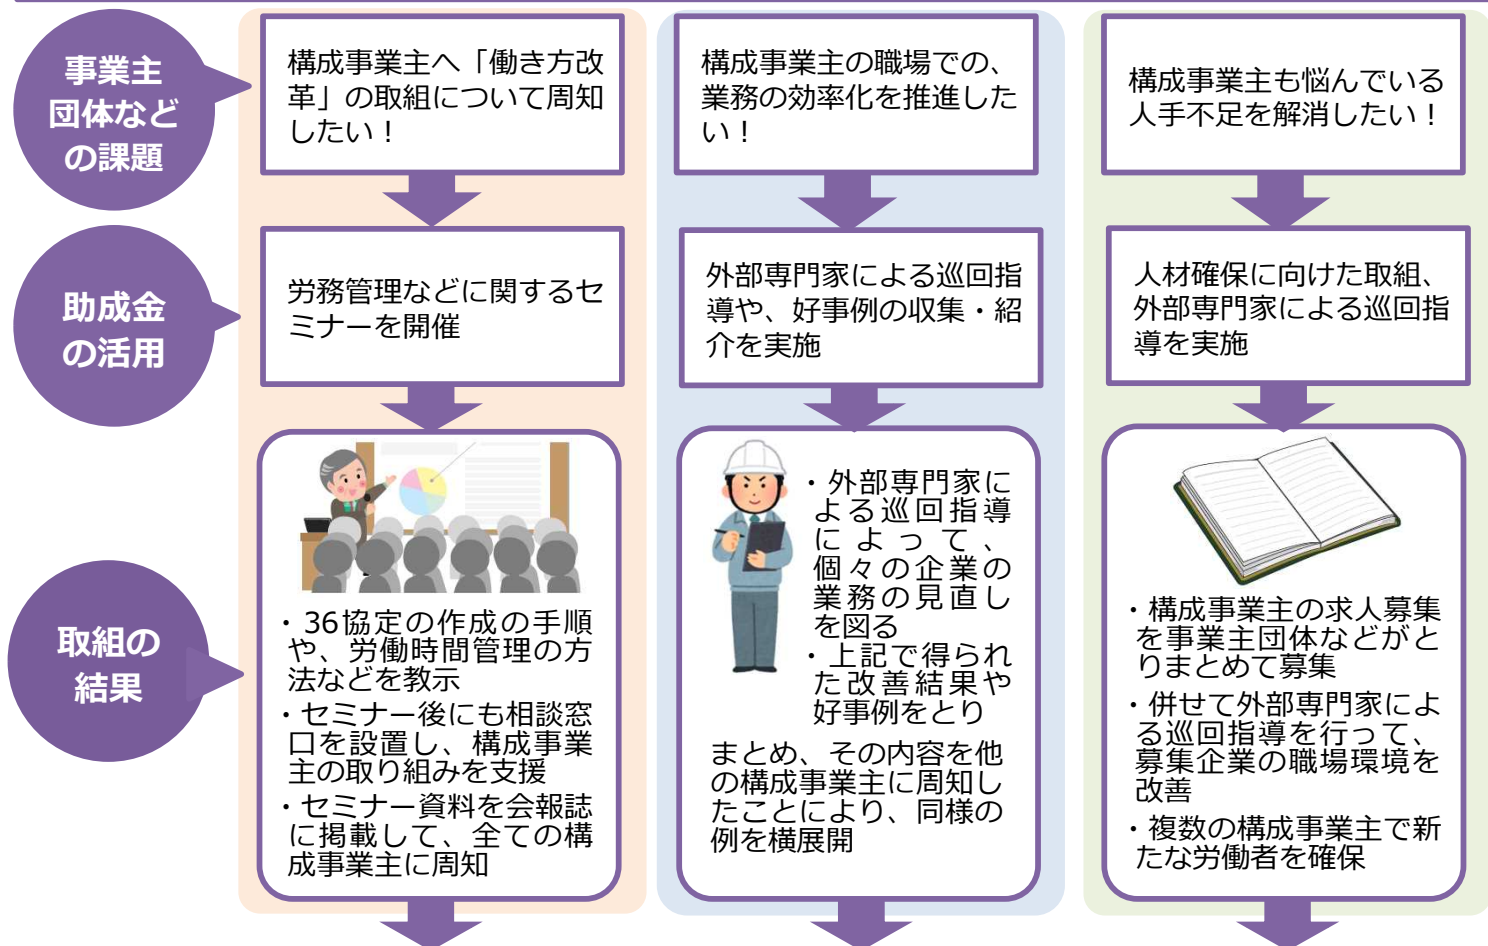 事業主
団体など
の課題
構成事業主へ「働き方改
革」の取組について周知
したい！
構成事業主の職場での、
業務の効率化を推進した
い！
構成事業主も悩んでいる
人手不足を解消したい！
助成金
の活用
労務管理などに関するセ
ミナーを開催
外部専門家による巡回指
導や、好事例の収集・紹
介を実施
人材確保に向けた取組、
外部専門家による巡回指
導を実施
取組の
結果
・36協定の作成の手順
や、労働時間管理の方
法などを教示
・セミナー後にも相談窓
口を設置し、構成事業
主の取り組みを支援
・セミナー資料を会報誌
に掲載して、全ての構
成事業主に周知
・外部専門家に
よる巡回指導
によって、
個々の企業の
業務の見直し
を図る
・上記で得られ
た改善結果や
好事例をとり
まとめ、その内容を他
の構成事業主に周知し
たことにより、同様の
例を横展開
・構成事業主の求人募集
を事業主団体などがと
りまとめて募集
・併せて外部専門家によ
る巡回指導を行って、
募集企業の職場環境を
改善
・複数の構成事業主で新
たな労働者を確保